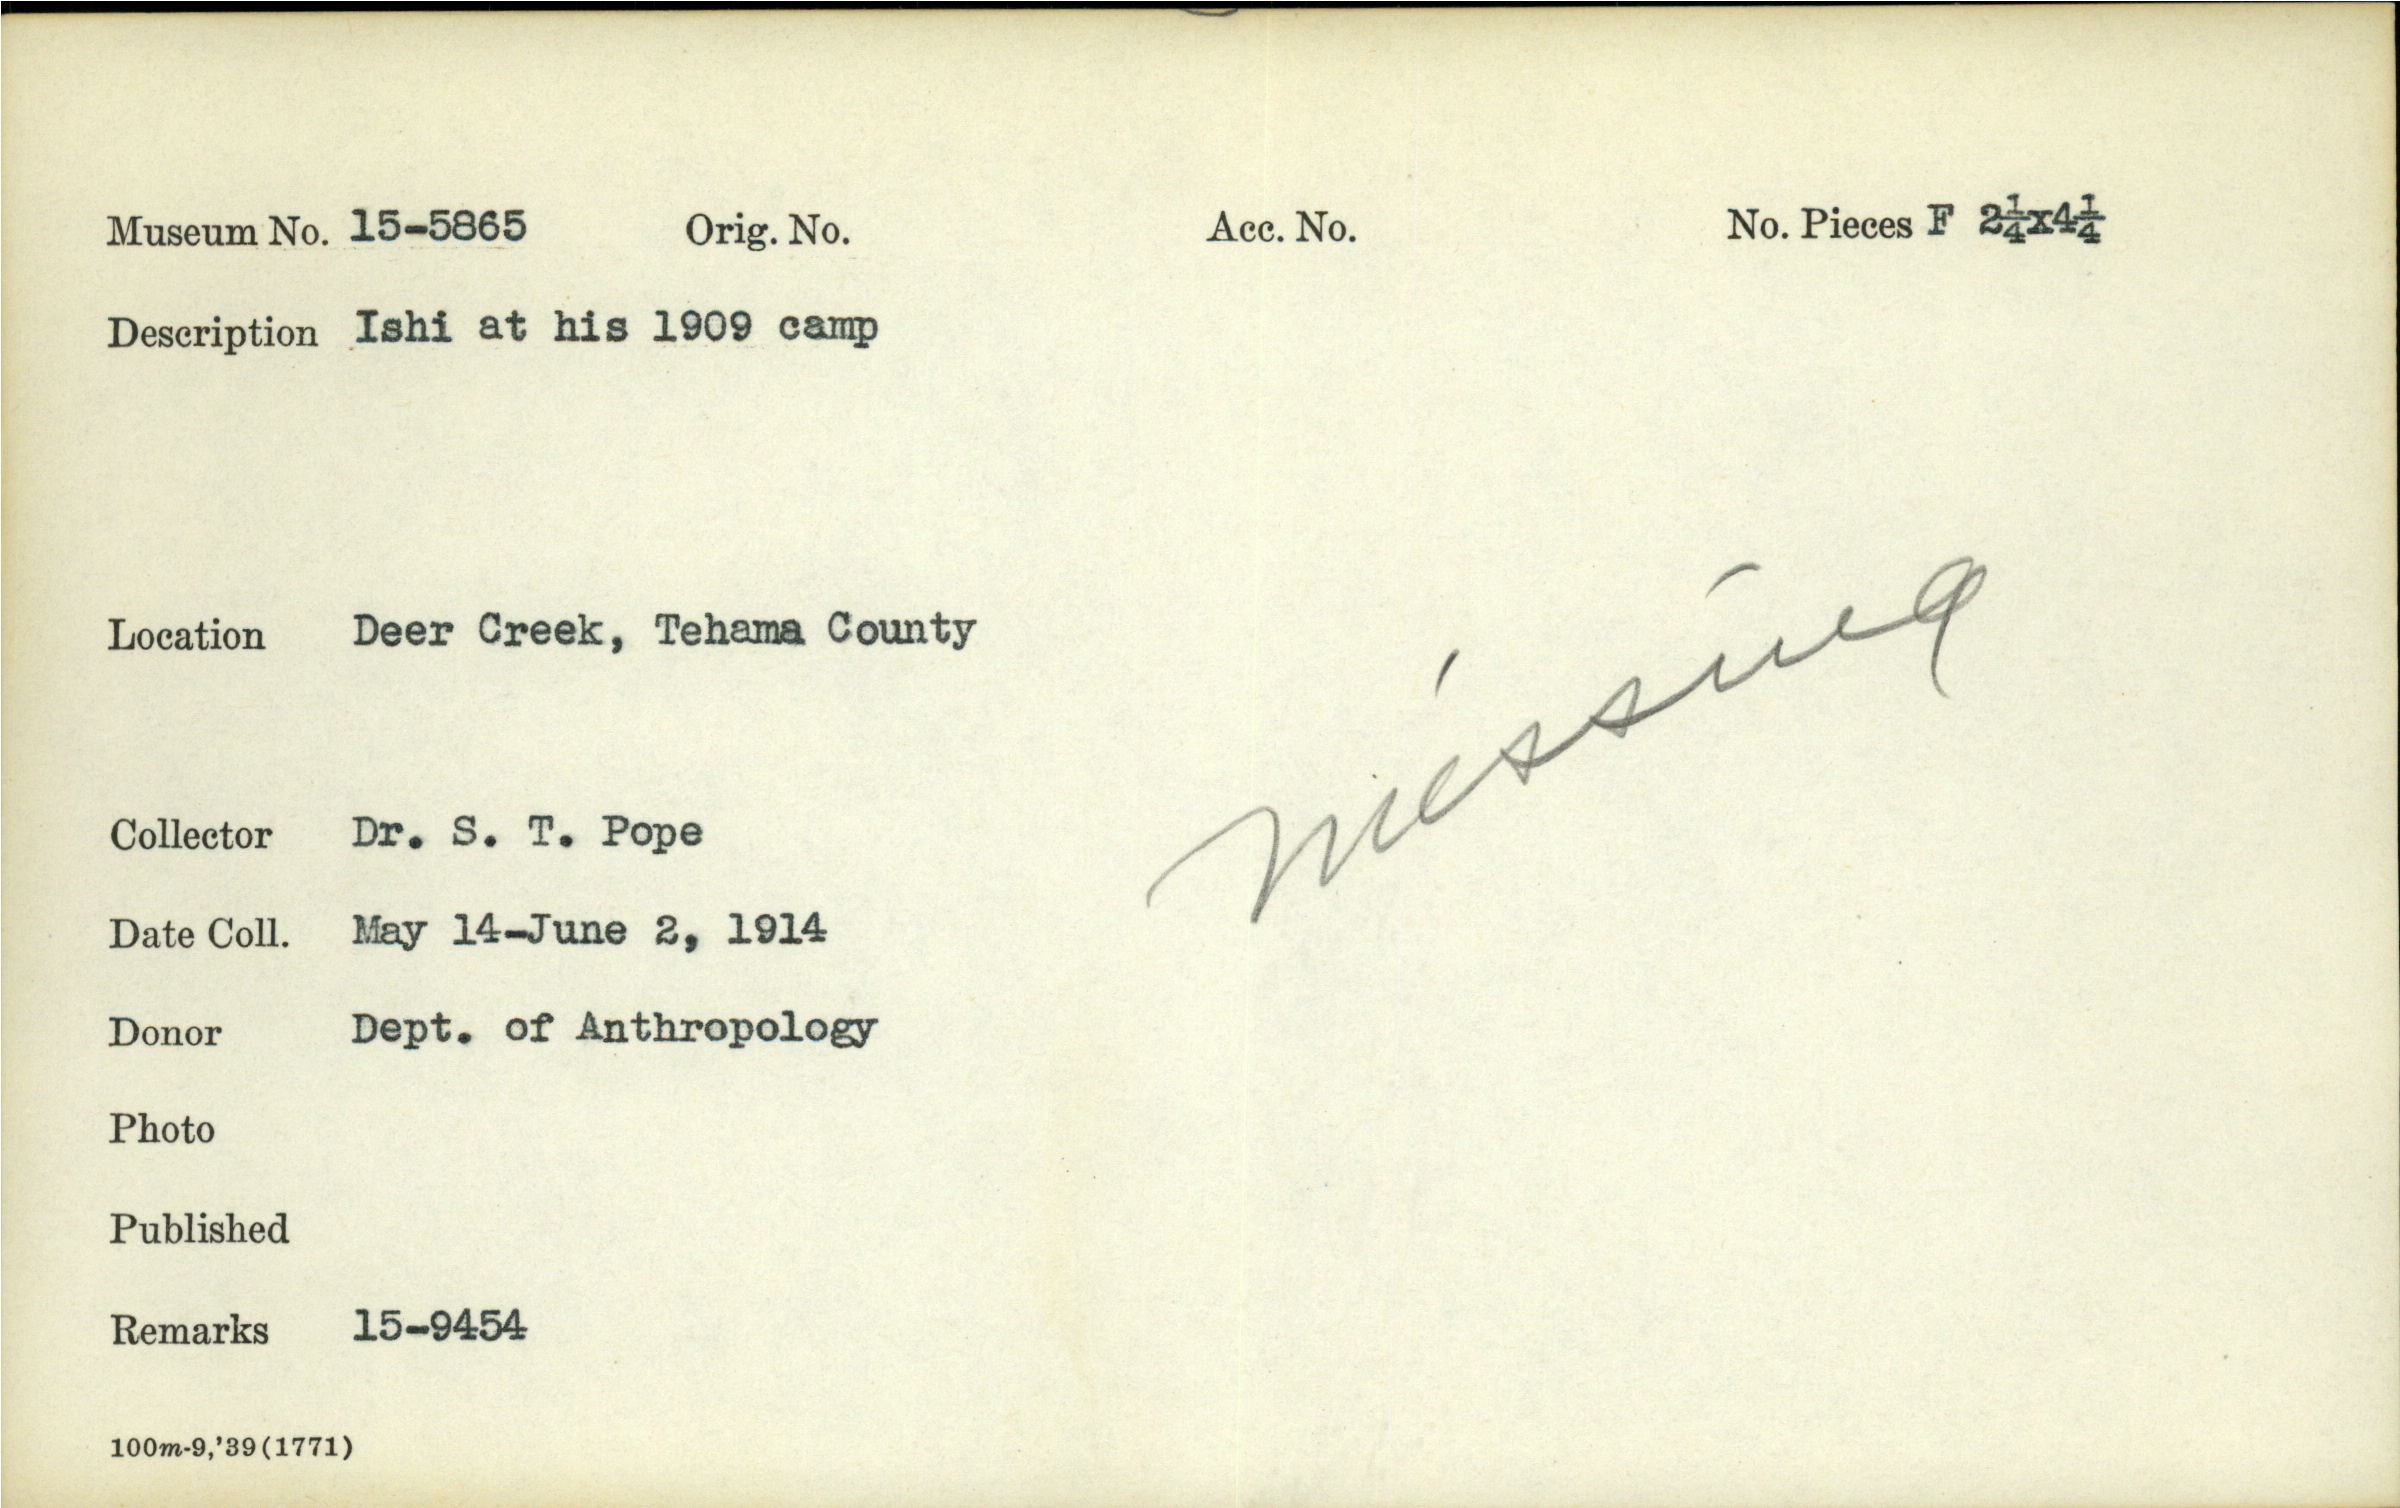 Museum No. 15-5865 Orig. No. Acc. No. No. Pieces F 2¼x4¼
Description Ishi at his 1909 camp
Location Deer Creek, Tehama County
missing
Collector Dr. S. T. Pope
Date Coll. May 14-June 2, 1914
Donor Dept. of Anthropology
Photo
Published
Remarks 15-9454
100m-9,'39(1771)